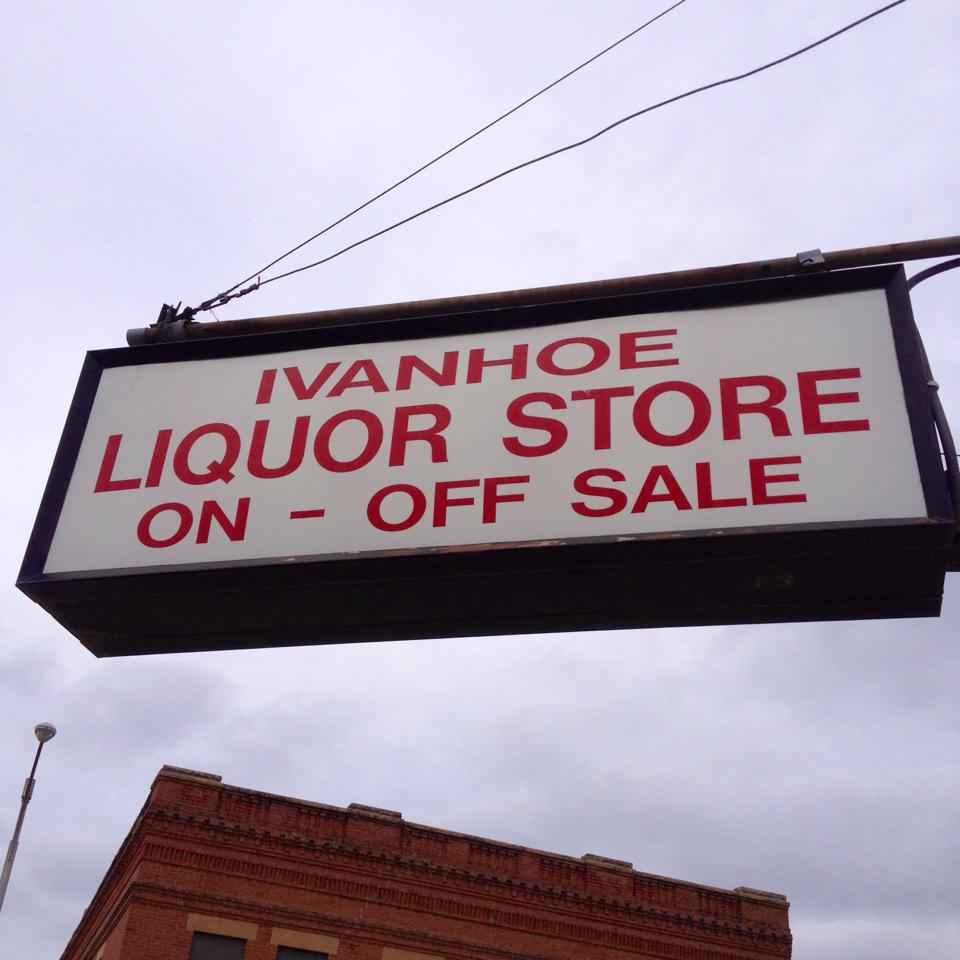 IVANHOE
LIQUOR STORE
ON - OFF SALE